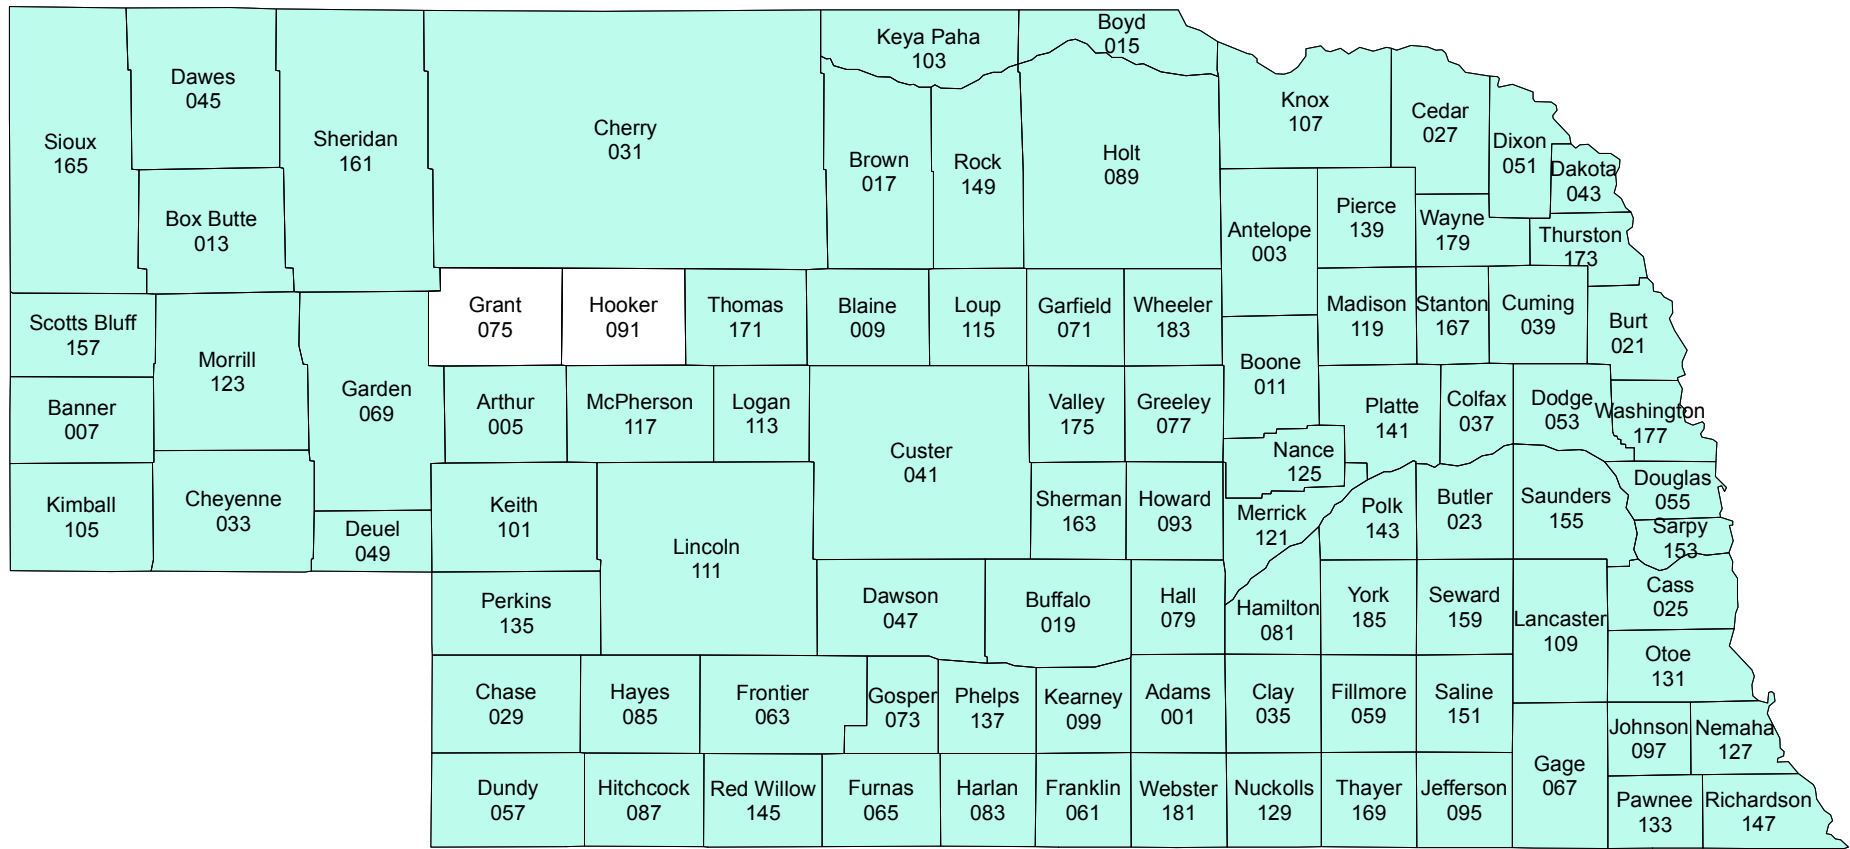 Boyd
015
Keya Paha
103
Dawes
045
Sioux
165
Sheridan
161
Cherry
031
Brown
017
Rock
149
Holt
089
Knox
107
Cedar
027
Dixon
051
Dakota
043
Box Butte
013
Antelope
003
Pierce
139
Wayne
179
Thurston
173
Scotts Bluff
157
Morrill
123
Garden
069
Grant
075
Hooker
091
Thomas
171
Blaine
009
Loup
115
Garfield
071
Wheeler
183
Boone
011
Madison
119
Stanton
167
Cuming
039
Burt
021
Banner
007
Arthur
005
McPherson
117
Logan
113
Custer
041
Valley
175
Greeley
077
Nance
125
Platte
141
Colfax
037
Dodge
053
Washington
177
Kimball
105
Cheyenne
033
Deuel
049
Keith
101
Lincoln
111
Sherman
163
Howard
093
Merrick
121
Polk
143
Butler
023
Saunders
155
Douglas
055
Sarpy
153
Perkins
135
Dawson
047
Buffalo
019
Hall
079
Hamilton
081
York
185
Seward
159
Lancaster
109
Cass
025
Otoe
131
Chase
029
Hayes
085
Frontier
063
Gosper
073
Phelps
137
Kearney
099
Adams
001
Clay
035
Fillmore
059
Saline
151
Gage
067
Johnson
097
Nemaha
127
Dundy
057
Hitchcock
087
Red Willow
145
Furnas
065
Harlan
083
Franklin
061
Webster
181
Nuckolls
129
Thayer
169
Jefferson
095
Pawnee
133
Richardson
147